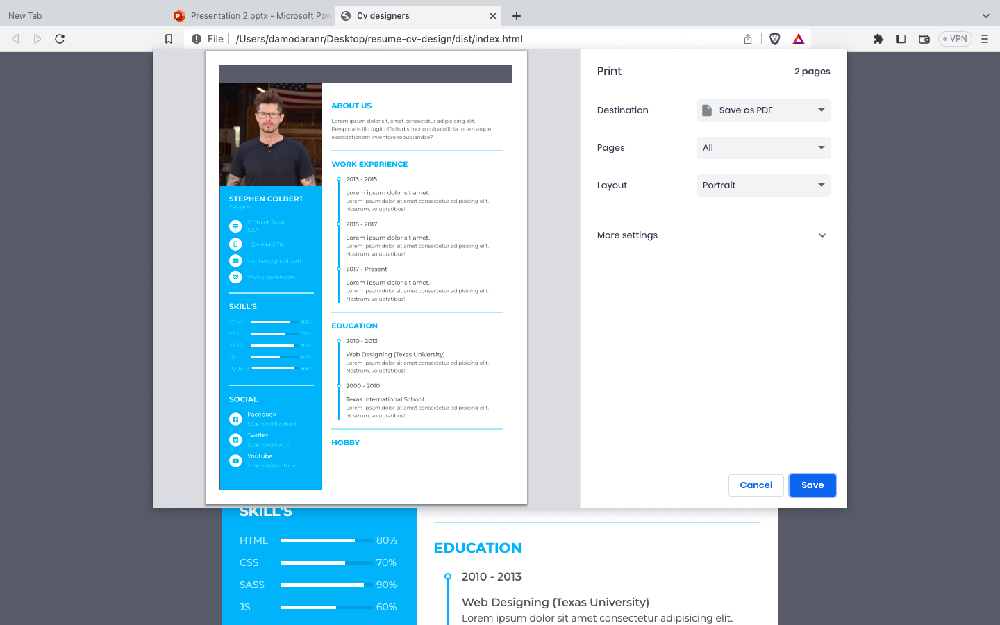 New Tab
Presentation 2.pptx - Microsoft Pow
Cv designers
File
/Users/damodaranr/Desktop/resume-cv-design/dist/index.html
VPN
STEPHEN COLBERT
Designer
21 Street, Texas
USA
+324 4445678
stephen@gmail.com
www.stephen.com
SKILL'S
HTML 80%
CSS 70%
SASS 90%
JS 60%
JQUERY 88%
SOCIAL
Facebook
Stephen@facebook
Twitter
Stephen@twitter
Youtube
Stephen@youtube
ABOUT US
Lorem ipsum dolor sit, amet consectetur adipisicing elit.
Perspiciatis illo fugit officiis distinctio culpa officia totam atque
exercitationem inventore repudiandae?
WORK EXPERIENCE
2013 - 2015
Lorem ipsum dolor sit amet.
Lorem ipsum dolor sit amet consectetur adipisicing elit.
Nostrum, voluptatibus!
2015 - 2017
Lorem ipsum dolor sit amet.
Lorem ipsum dolor sit amet consectetur adipisicing elit.
Nostrum, voluptatibus!
2017 - Present
Lorem ipsum dolor sit amet.
Lorem ipsum dolor sit amet consectetur adipisicing elit.
Nostrum, voluptatibus!
EDUCATION
2010 - 2013
Web Designing (Texas University)
Lorem ipsum dolor sit amet consectetur adipisicing elit.
Nostrum, voluptatibus!
2000 - 2010
Texas International School
Lorem ipsum dolor sit amet consectetur adipisicing elit.
Nostrum, voluptatibus!
HOBBY
Print
2 pages
Destination
Save as PDF
Pages
All
Layout
Portrait
More settings
Cancel
Save
SKILL'S
HTML 80%
CSS 70%
SASS 90%
JS 60%
EDUCATION
2010 - 2013
Web Designing (Texas University)
Lorem ipsum dolor sit amet consectetur adipisicing elit.